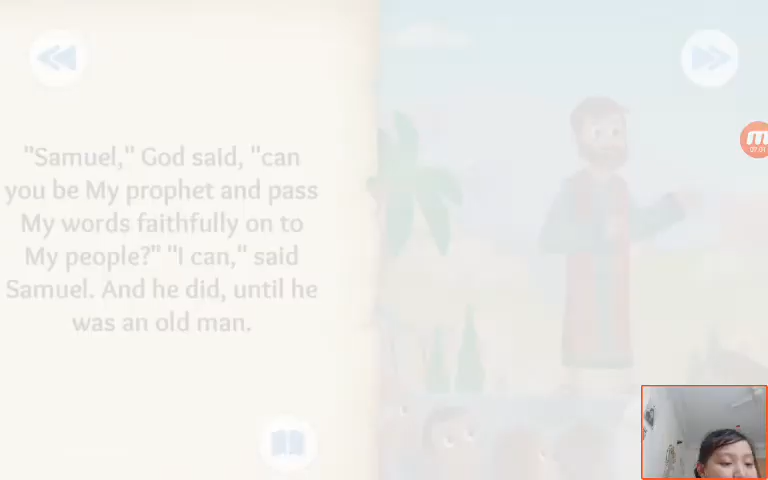 "Samuel," God said, "can
you be My prophet and pass
My words faithfully on to
My people?" "I can," said
Samuel. And he did, until he
was an old man.